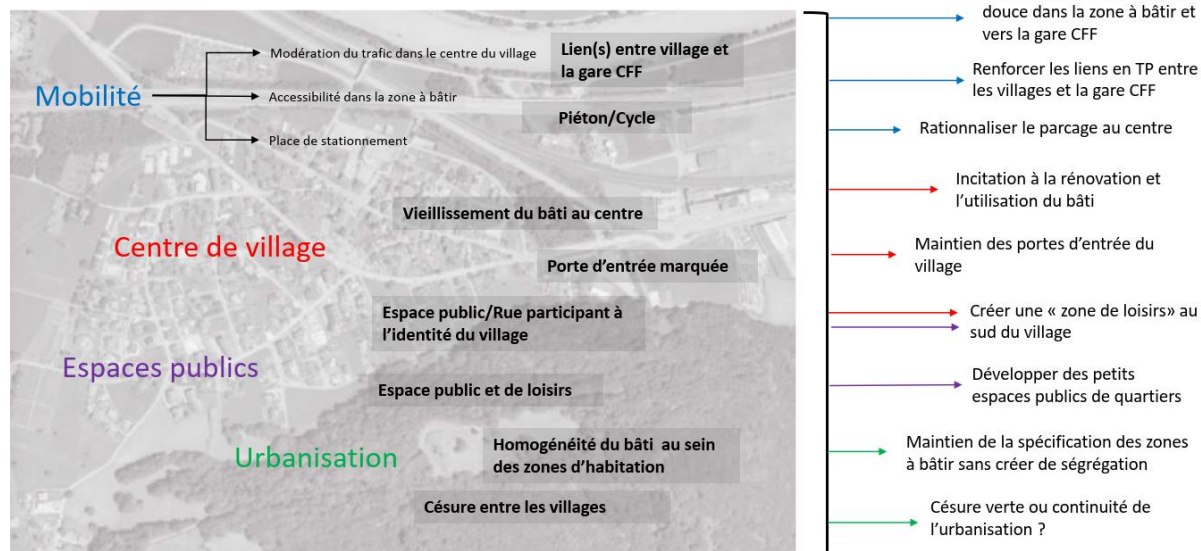 Modération du trafic dans le centre du village
Mobilité
Accessibilité dans la zone à bâtir
Place de stationnement
Lien(s) entre village et
la gare CFF
Piéton/Cycle
Centre de village
Vieillissement du bâti au centre
Porte d'entrée marquée
Espace public/Rue participant à
l'identité du village
Espaces publics
Espace public et de loisirs
Urbanisation
Homogénéité du bâti au sein
des zones d'habitation
Césure entre les villages
douce dans la zone à bâtir et
vers la gare CFF
Renforcer les liens en TP entre
les villages et la gare CFF
Rationnaliser le parcage au centre
Incitation à la rénovation et
l'utilisation du bâti
Maintien des portes d'entrée du
village
Créer une « zone de loisirs» au
sud du village
Développer des petits
espaces publics de quartiers
Maintien de la spécification des zones
à bâtir sans créer de ségrégation
Césure verte ou continuité de
l'urbanisation ?